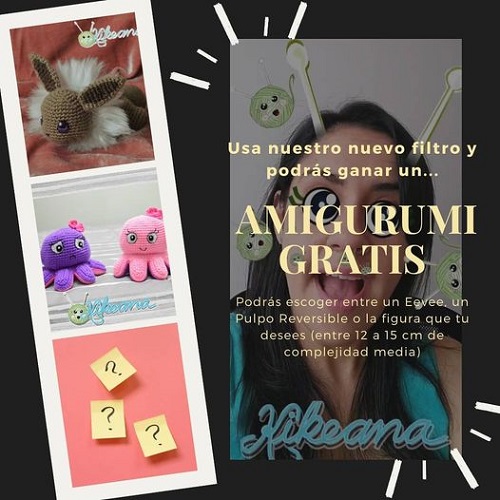 Kikeana
Kikeana
?
?
?
Usa nuestro nuevo filtro y
podrás ganar un...
AMIGURUMI
GRATIS
Podrás escoger entre un Eevee, un
Pulpo Reversible o la figura que tu
desees (entre 12 a 15 cm de
complejidad media)
Kikeana